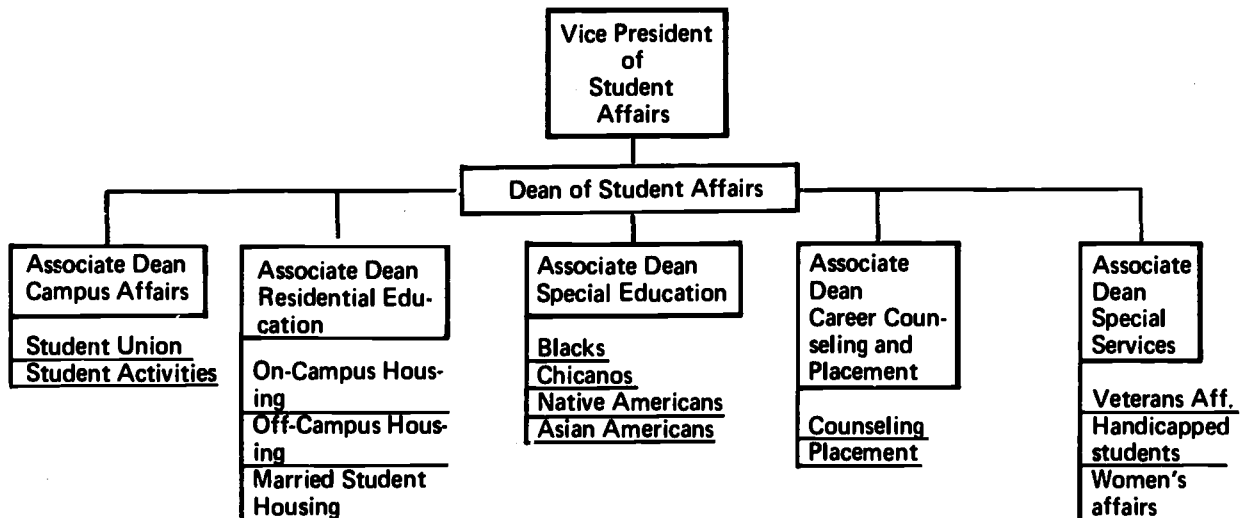 Vice President
of
Student
Affairs
Dean of Student Affairs
Associate Dean
Campus Affairs
Student Union
Student Activities
Associate Dean
Residential Edu-
cation
On-Campus Hous-
ing
Off-Campus Hous-
ing
Married Student
Housing
Associate Dean
Special Education
Blacks
Chicanos
Native Americans
Asian Americans
Associate
Dean
Career Coun-
seling and
Placement
Counseling
Placement
Associate
Dean
Special
Services
Veterans Aff.
Handicapped
students
Women's
affairs